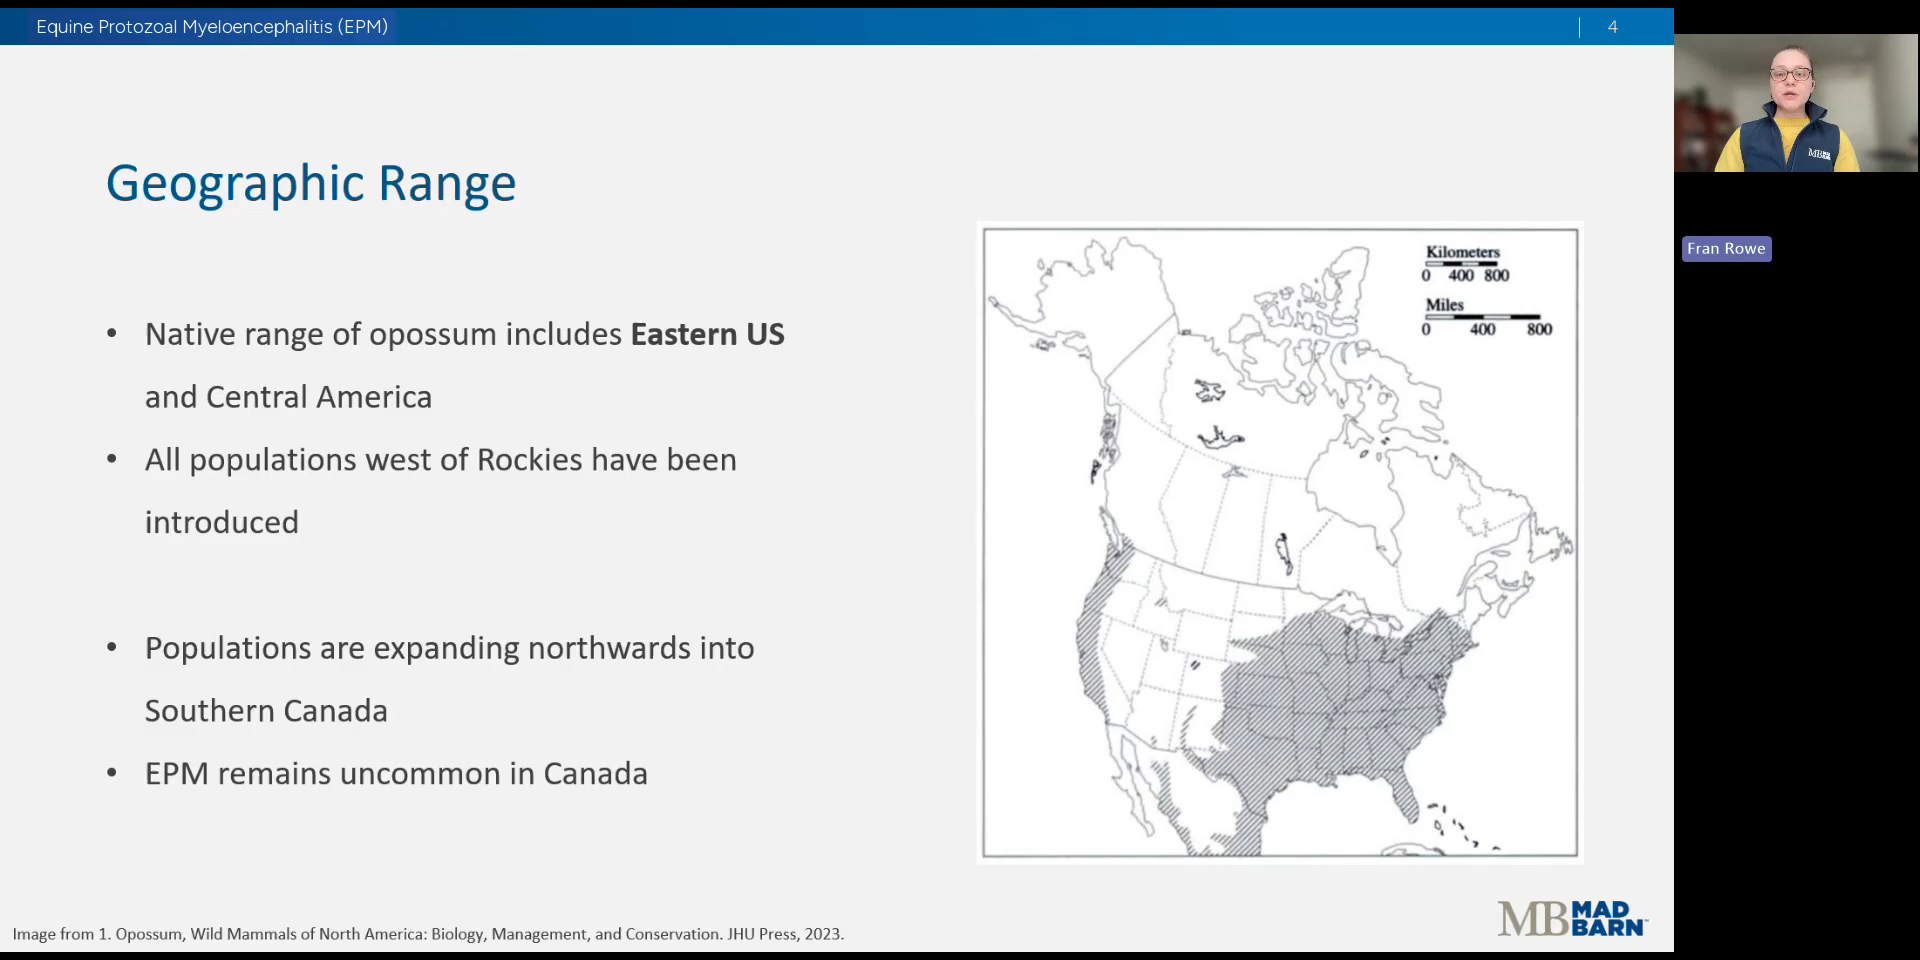 Equine Protozoal Myeloencephalitis (EPM)
4
Geographic Range
• Native range of opossum includes Eastern US
and Central America
• All populations west of Rockies have been
introduced
• Populations are expanding northwards into
Southern Canada
• EPM remains uncommon in Canada
Kilometers
0 400 800
Miles
0 400 800
Image from 1. Opossum, Wild Mammals of North America: Biology, Management, and Conservation. JHU Press, 2023.
MB MAD
BARN™
MB
Fran Rowe